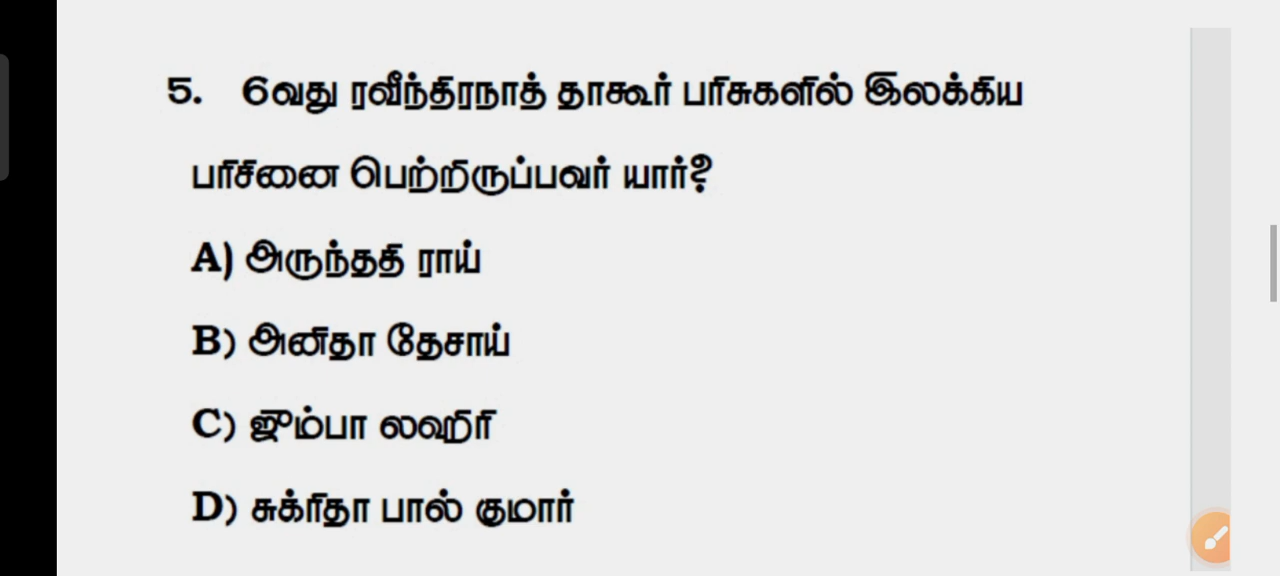 5. 6வது ரவீந்திரநாத் தாகூர் பரிசுகளில் இலக்கிய
பரிசினை பெற்றிருப்பவர் யார்?
A) அருந்ததி ராய்
B) அனிதா தேசாய்
C) ஜும்பா லஹிரி
D) சுக்ரிதா பால் குமார்